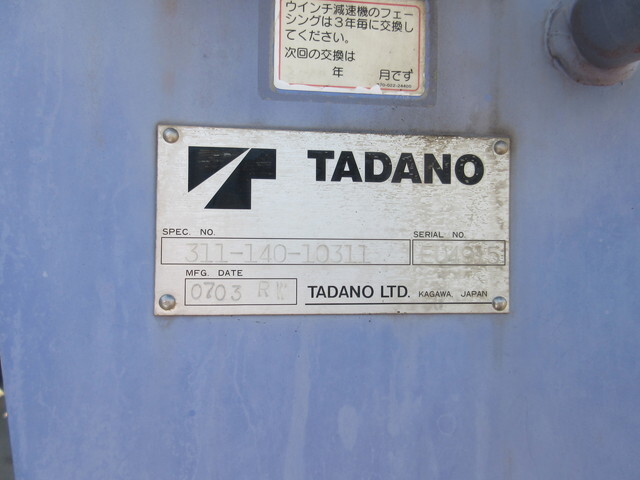 ウインチ減速機のフェー
シングは3年毎に交換し
てください。
次回の交換は
年 月です
TADANO
SPEC. NO. SERIAL NO.
311-140-10311
MFG. DATE
0703
TADANO LTD. KAGAWA, JAPAN